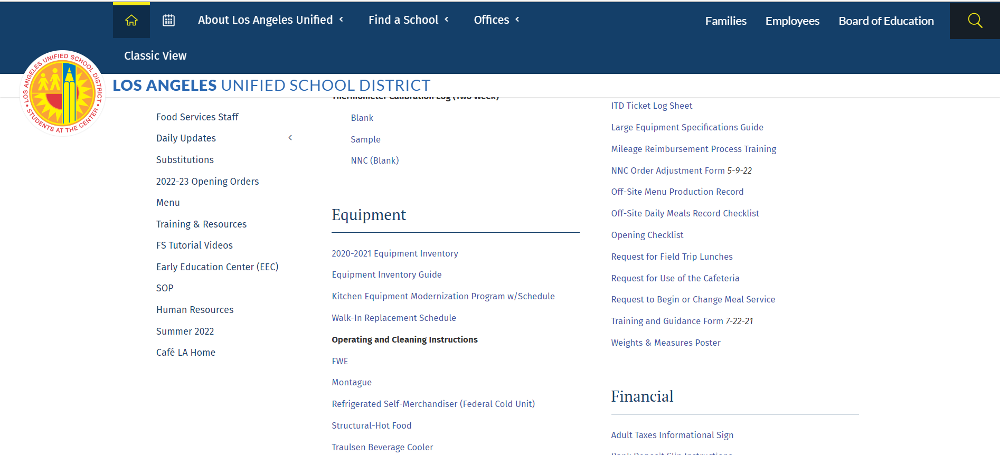 About Los Angeles Unified
Find a School
Offices
Families
Employees
Board of Education
Classic View
LOS ANGELES UNIFIED SCHOOL DISTRICT
• LOS ANGELES UNIFIED SCHOOL DISTRICT •
STUDENTS AT THE CENTER
Food Services Staff
Daily Updates
Substitutions
2022-23 Opening Orders
Menu
Training & Resources
FS Tutorial Videos
Early Education Center (EEC)
SOP
Human Resources
Summer 2022
Café LA Home
Thermometer Calibration Log (Two Week)
Blank
Sample
NNC (Blank)
Equipment
2020-2021 Equipment Inventory
Equipment Inventory Guide
Kitchen Equipment Modernization Program w/Schedule
Walk-In Replacement Schedule
Operating and Cleaning Instructions
FWE
Montague
Refrigerated Self-Merchandiser (Federal Cold Unit)
Structural-Hot Food
Traulsen Beverage Cooler
ITD Ticket Log Sheet
Large Equipment Specifications Guide
Mileage Reimbursement Process Training
NNC Order Adjustment Form 5-9-22
Off-Site Menu Production Record
Off-Site Daily Meals Record Checklist
Opening Checklist
Request for Field Trip Lunches
Request for Use of the Cafeteria
Request to Begin or Change Meal Service
Training and Guidance Form 7-22-21
Weights & Measures Poster
Financial
Adult Taxes Informational Sign